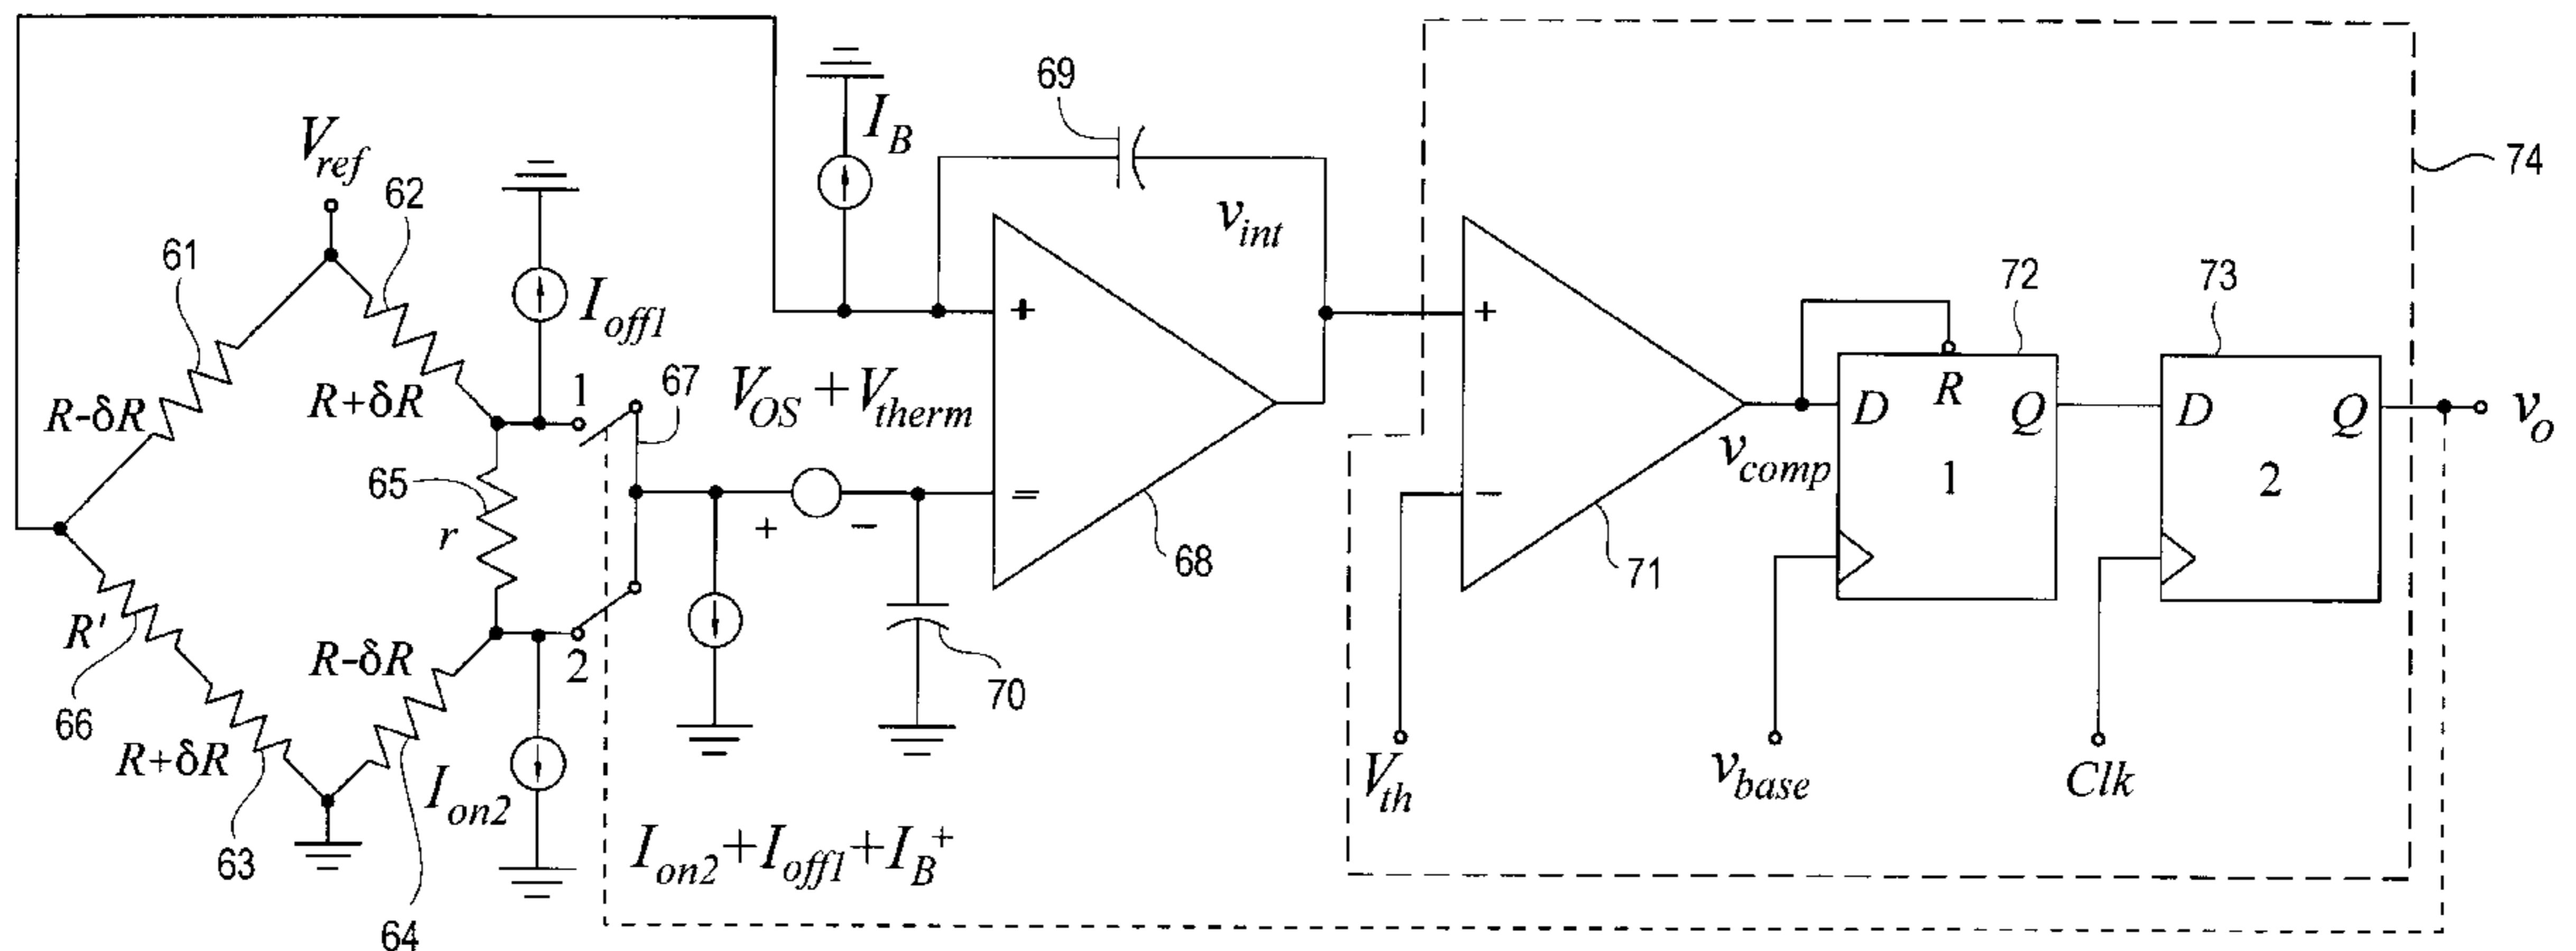 69
I_B
V_ref
62
74
v_int
61
72
73
I_off1
1
67
V_OS + V_therm
+
+
R-δR
R+δR
D
R
Q
D
Q
v_o
65
v_comp
1
2
r
+
−
=
−
68
71
R'
R-δR
2
70
66
R+δR
I_on2
V_th
v_base
Clk
63
I_on2+I_off1+I_B^+
64